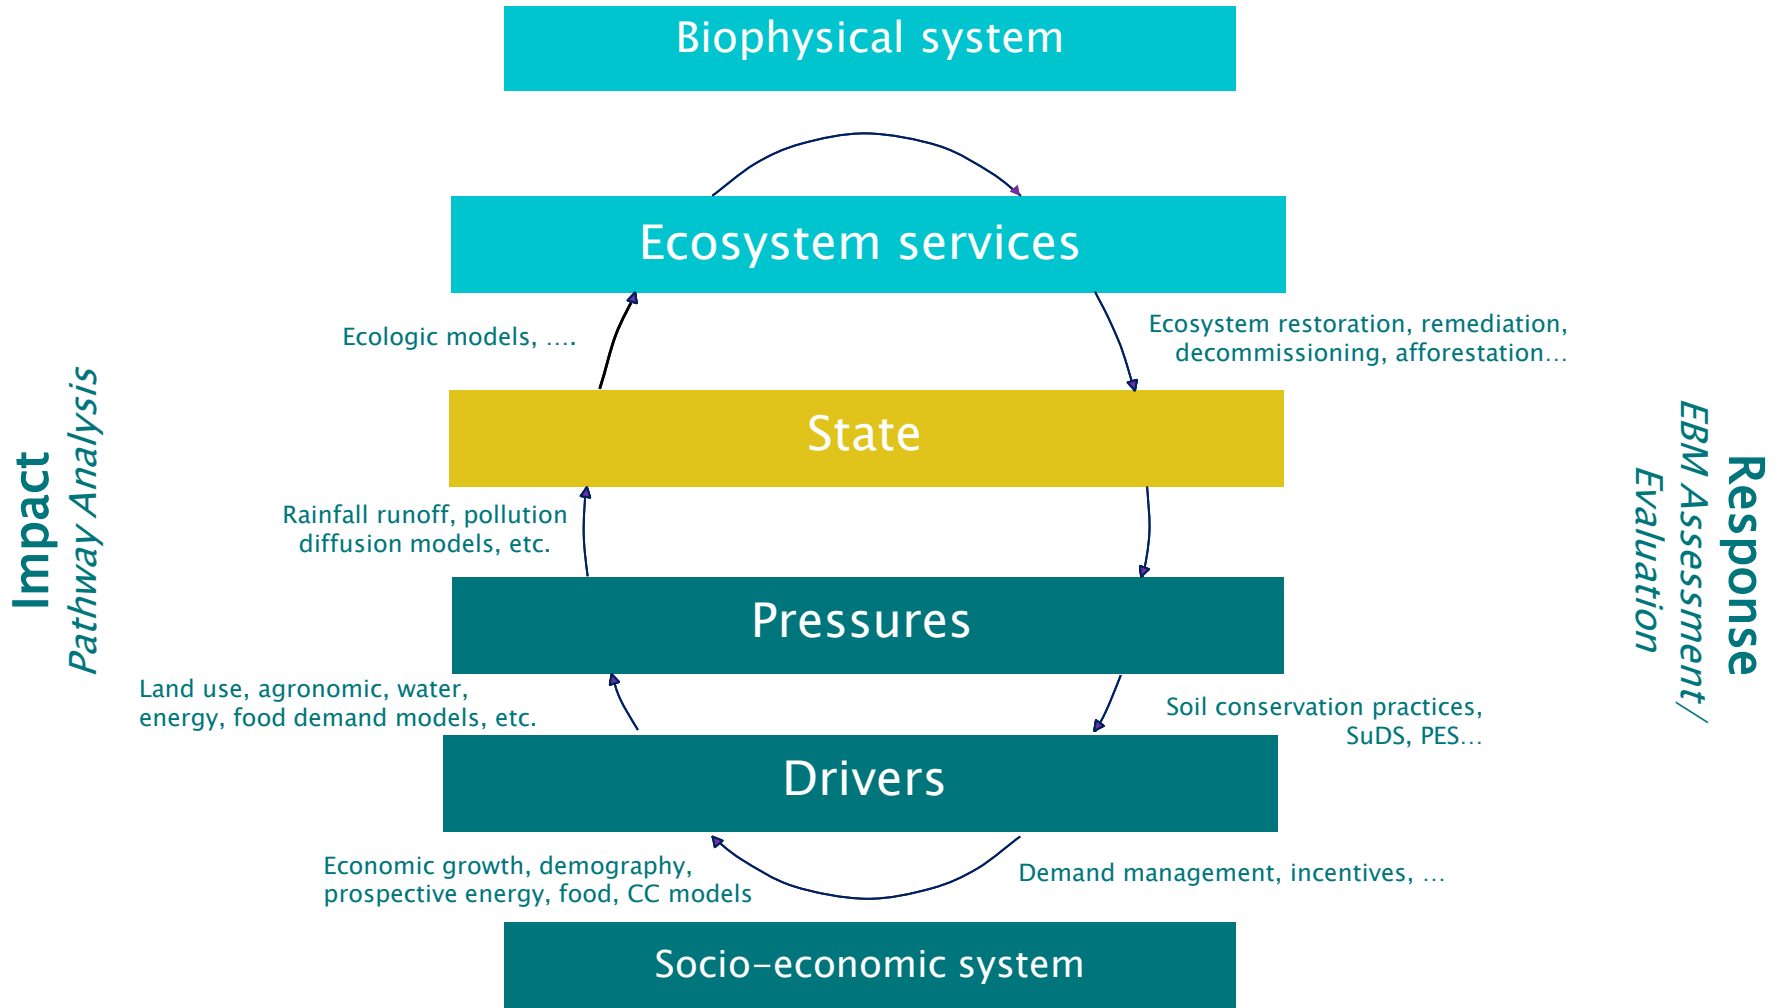 Biophysical system
Ecosystem services
Ecologic models, ….
Ecosystem restoration, remediation,
decommissioning, afforestation…
State
Impact
Pathway Analysis
Response
EBM Assessment/
Evaluation
Rainfall runoff, pollution
diffusion models, etc.
Pressures
Land use, agronomic, water,
energy, food demand models, etc.
Soil conservation practices,
SuDS, PES…
Drivers
Economic growth, demography,
prospective energy, food, CC models
Demand management, incentives, …
Socio-economic system